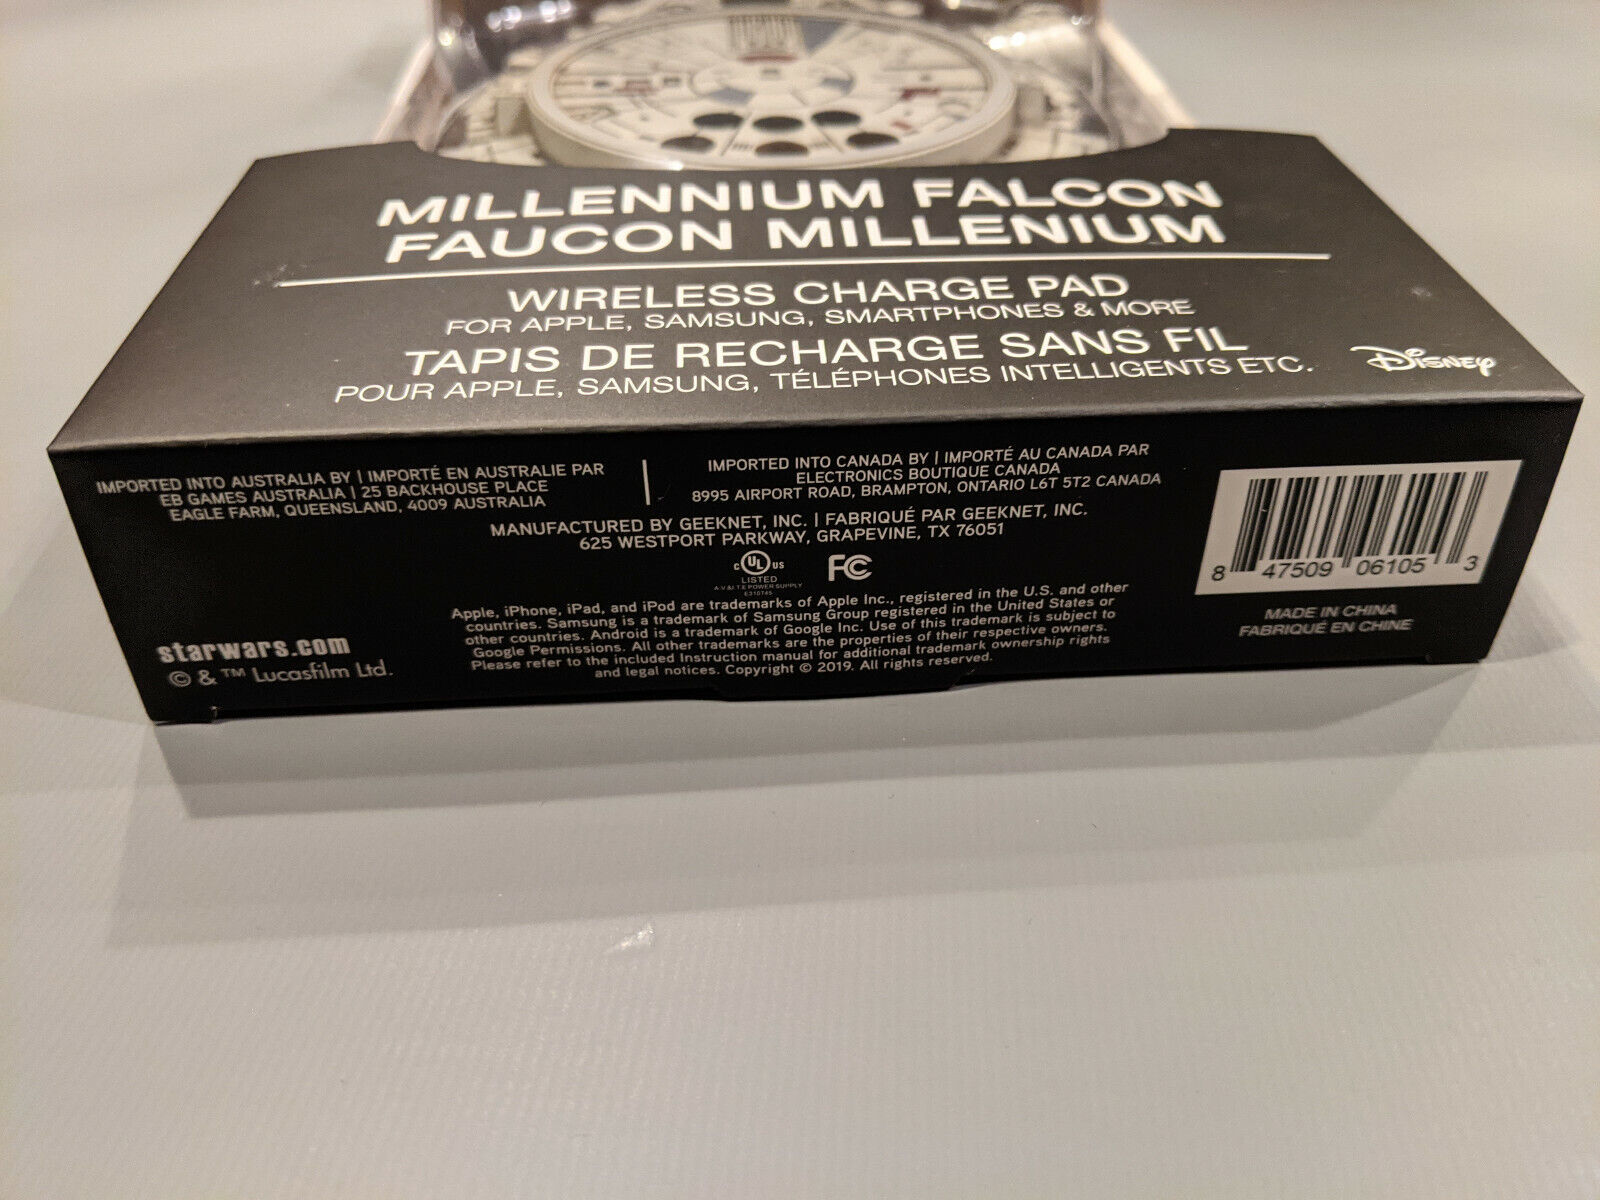 MILLENNIUM FALCON
FAUCON MILLENIUM
WIRELESS CHARGE PAD
FOR APPLE, SAMSUNG, SMARTPHONES & MORE
TAPIS DE RECHARGE SANS FIL
POUR APPLE, SAMSUNG, TÉLÉPHONES INTELLIGENTS ETC.
Disney
IMPORTED INTO AUSTRALIA BY | IMPORTÉ EN AUSTRALIE PAR
EB GAMES AUSTRALIA | 25 BACKHOUSE PLACE
EAGLE FARM, QUEENSLAND, 4009 AUSTRALIA
IMPORTED INTO CANADA BY | IMPORTÉ AU CANADA PAR
ELECTRONICS BOUTIQUE CANADA
8995 AIRPORT ROAD, BRAMPTON, ONTARIO L6T 5T2 CANADA
MANUFACTURED BY GEEKNET, INC. | FABRIQUÉ PAR GEEKNET, INC.
625 WESTPORT PARKWAY, GRAPEVINE, TX 76051
c UL us
LISTED
A-V & I T E POWER SUPPLY
E310745
FC
Apple, iPhone, iPad, and iPod are trademarks of Apple Inc., registered in the U.S. and other
countries. Samsung is a trademark of Samsung Group registered in the United States or
other countries. Android is a trademark of Google Inc. Use of this trademark is subject to
Google Permissions. All other trademarks are the properties of their respective owners.
Please refer to the included Instruction manual for additional trademark ownership rights
and legal notices. Copyright © 2019. All rights reserved.
starwars.com
© & ™ Lucasfilm Ltd.
8 47509 06105 3
MADE IN CHINA
FABRIQUÉ EN CHINE